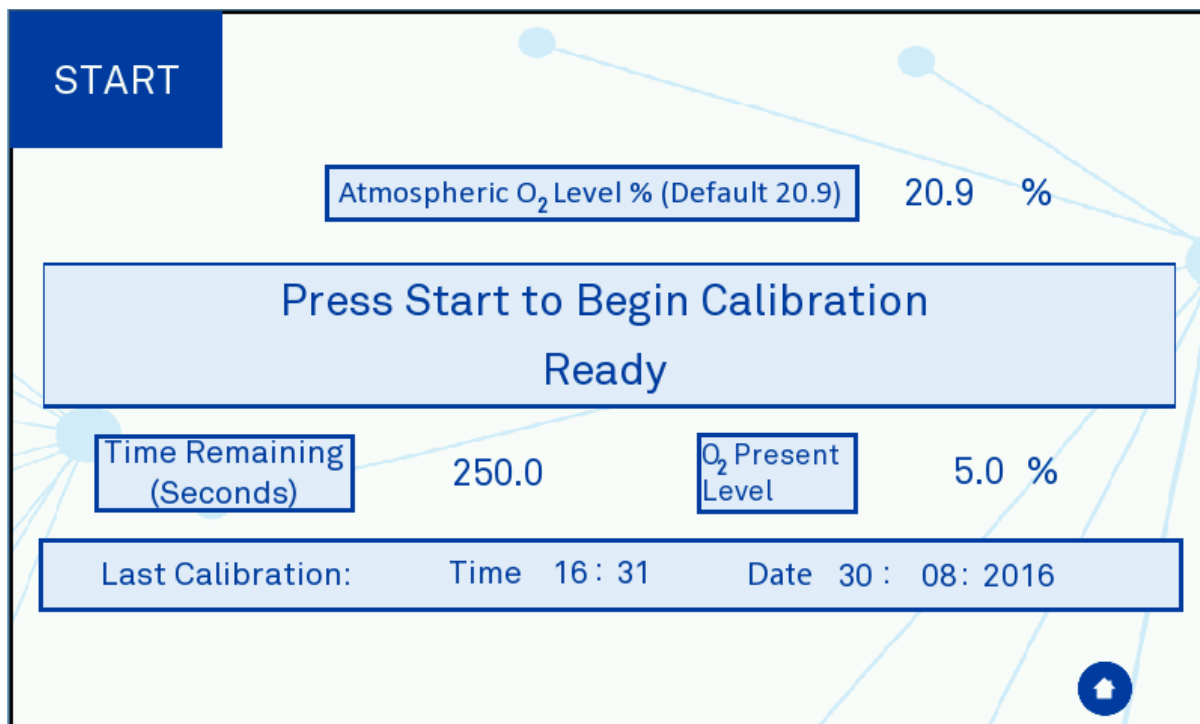 START
Atmospheric O₂ Level % (Default 20.9) 20.9 %
Press Start to Begin Calibration
Ready
Time Remaining
(Seconds)
250.0
O₂ Present
Level
5.0 %
Last Calibration: Time 16 : 31 Date 30 : 08 : 2016